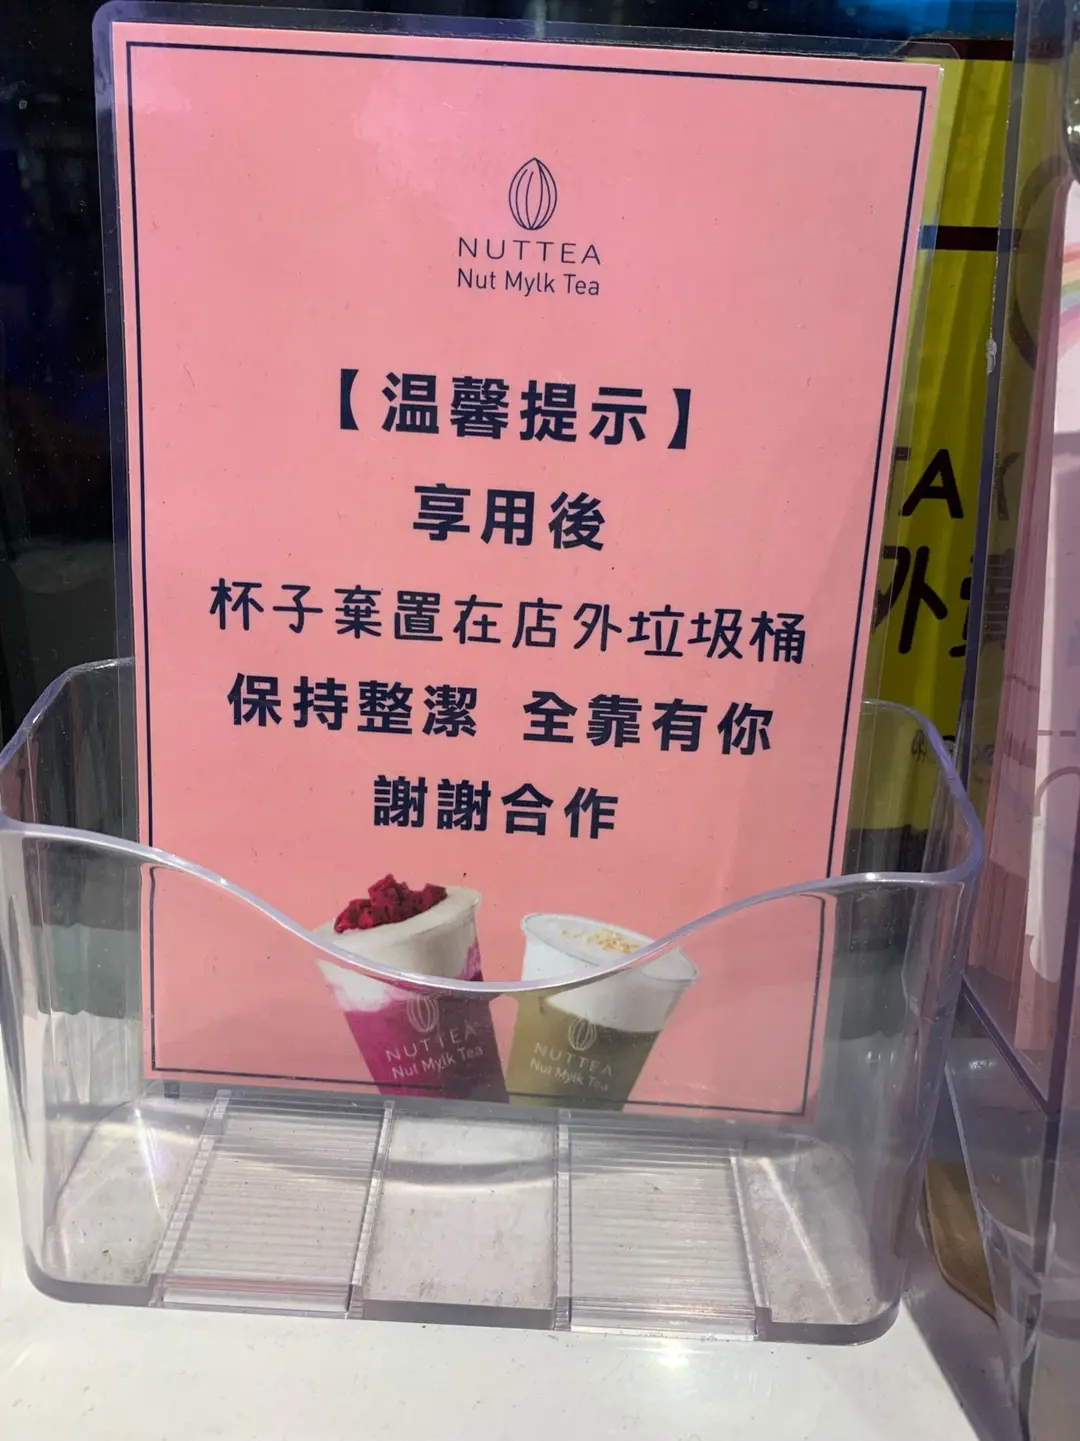 NUTTEA
Nut Mylk Tea
【溫馨提示】
享用後
杯子棄置在店外垃圾桶
保持整潔 全靠有你
謝謝合作
NUTTEA
Nut Mylk Tea
NUTTEA
Nut Mylk Tea
A
外